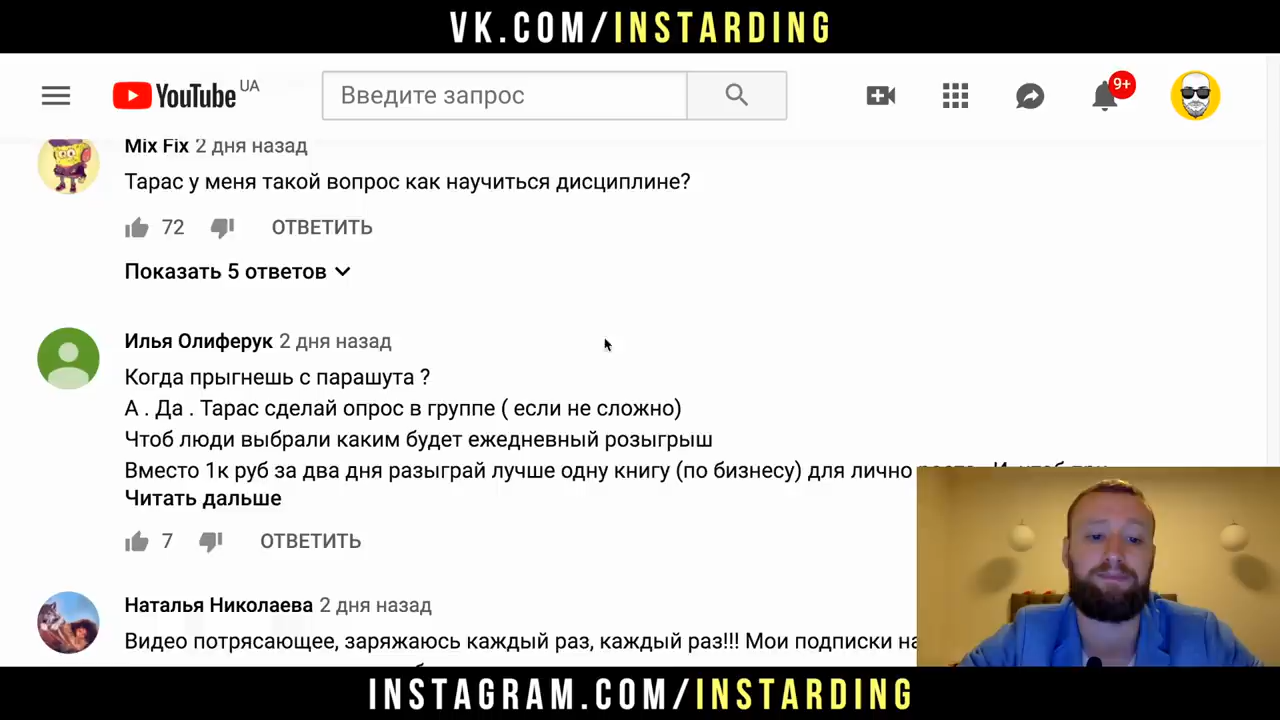 VK.COM/INSTARDING
YouTube UA
Введите запрос
9+
Mix Fix 2 дня назад
Тарас у меня такой вопрос как научиться дисциплине?
72 ОТВЕТИТЬ
Показать 5 ответов
Илья Олиферук 2 дня назад
Когда прыгнешь с парашута ?
А . Да . Тарас сделай опрос в группе ( если не сложно)
Чтоб люди выбрали каким будет ежедневный розыгрыш
Вместо 1к руб за два дня разыграй лучше одну книгу (по бизнесу) для лично
Читать дальше
7 ОТВЕТИТЬ
Наталья Николаева 2 дня назад
Видео потрясающее, заряжаюсь каждый раз, каждый раз!!! Мои подписки на
INSTAGRAM.COM/INSTARDING